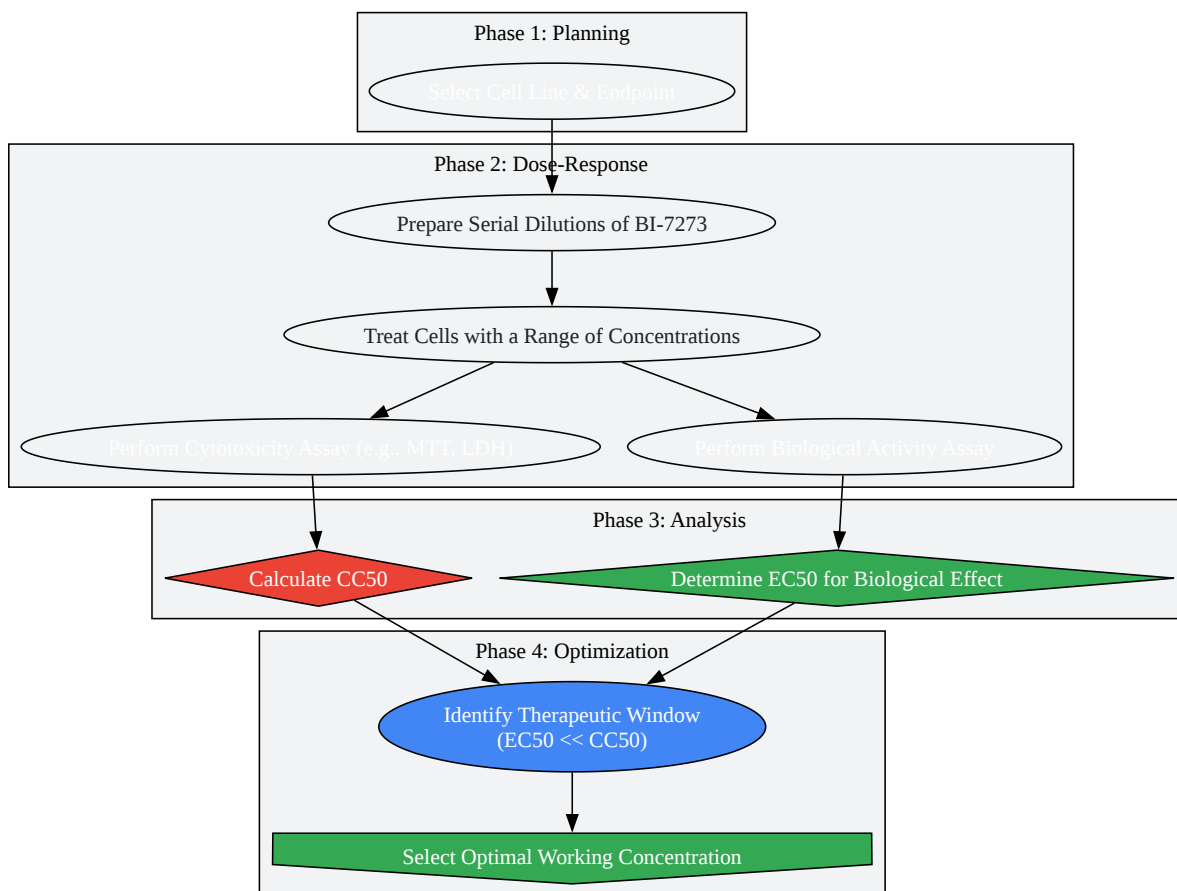 Phase 1: Planning
Select Cell Line & Endpoint
Phase 2: Dose-Response
Prepare Serial Dilutions of BI-7273
Treat Cells with a Range of Concentrations
Perform Cytotoxicity Assay (e.g., MTT, LDH)
Perform Biological Activity Assay
Phase 3: Analysis
Calculate CC50
Determine EC50 for Biological Effect
Phase 4: Optimization
Identify Therapeutic Window
(EC50 << CC50)
Select Optimal Working Concentration